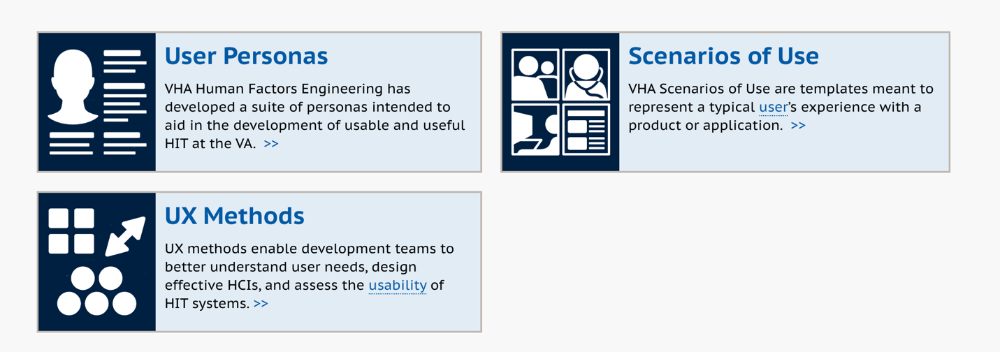 User Personas
VHA Human Factors Engineering has
developed a suite of personas intended to
aid in the development of usable and useful
HIT at the VA. >>
Scenarios of Use
VHA Scenarios of Use are templates meant to
represent a typical user’s experience with a
product or application. >>
UX Methods
UX methods enable development teams to
better understand user needs, design
effective HCIs, and assess the usability of
HIT systems. >>